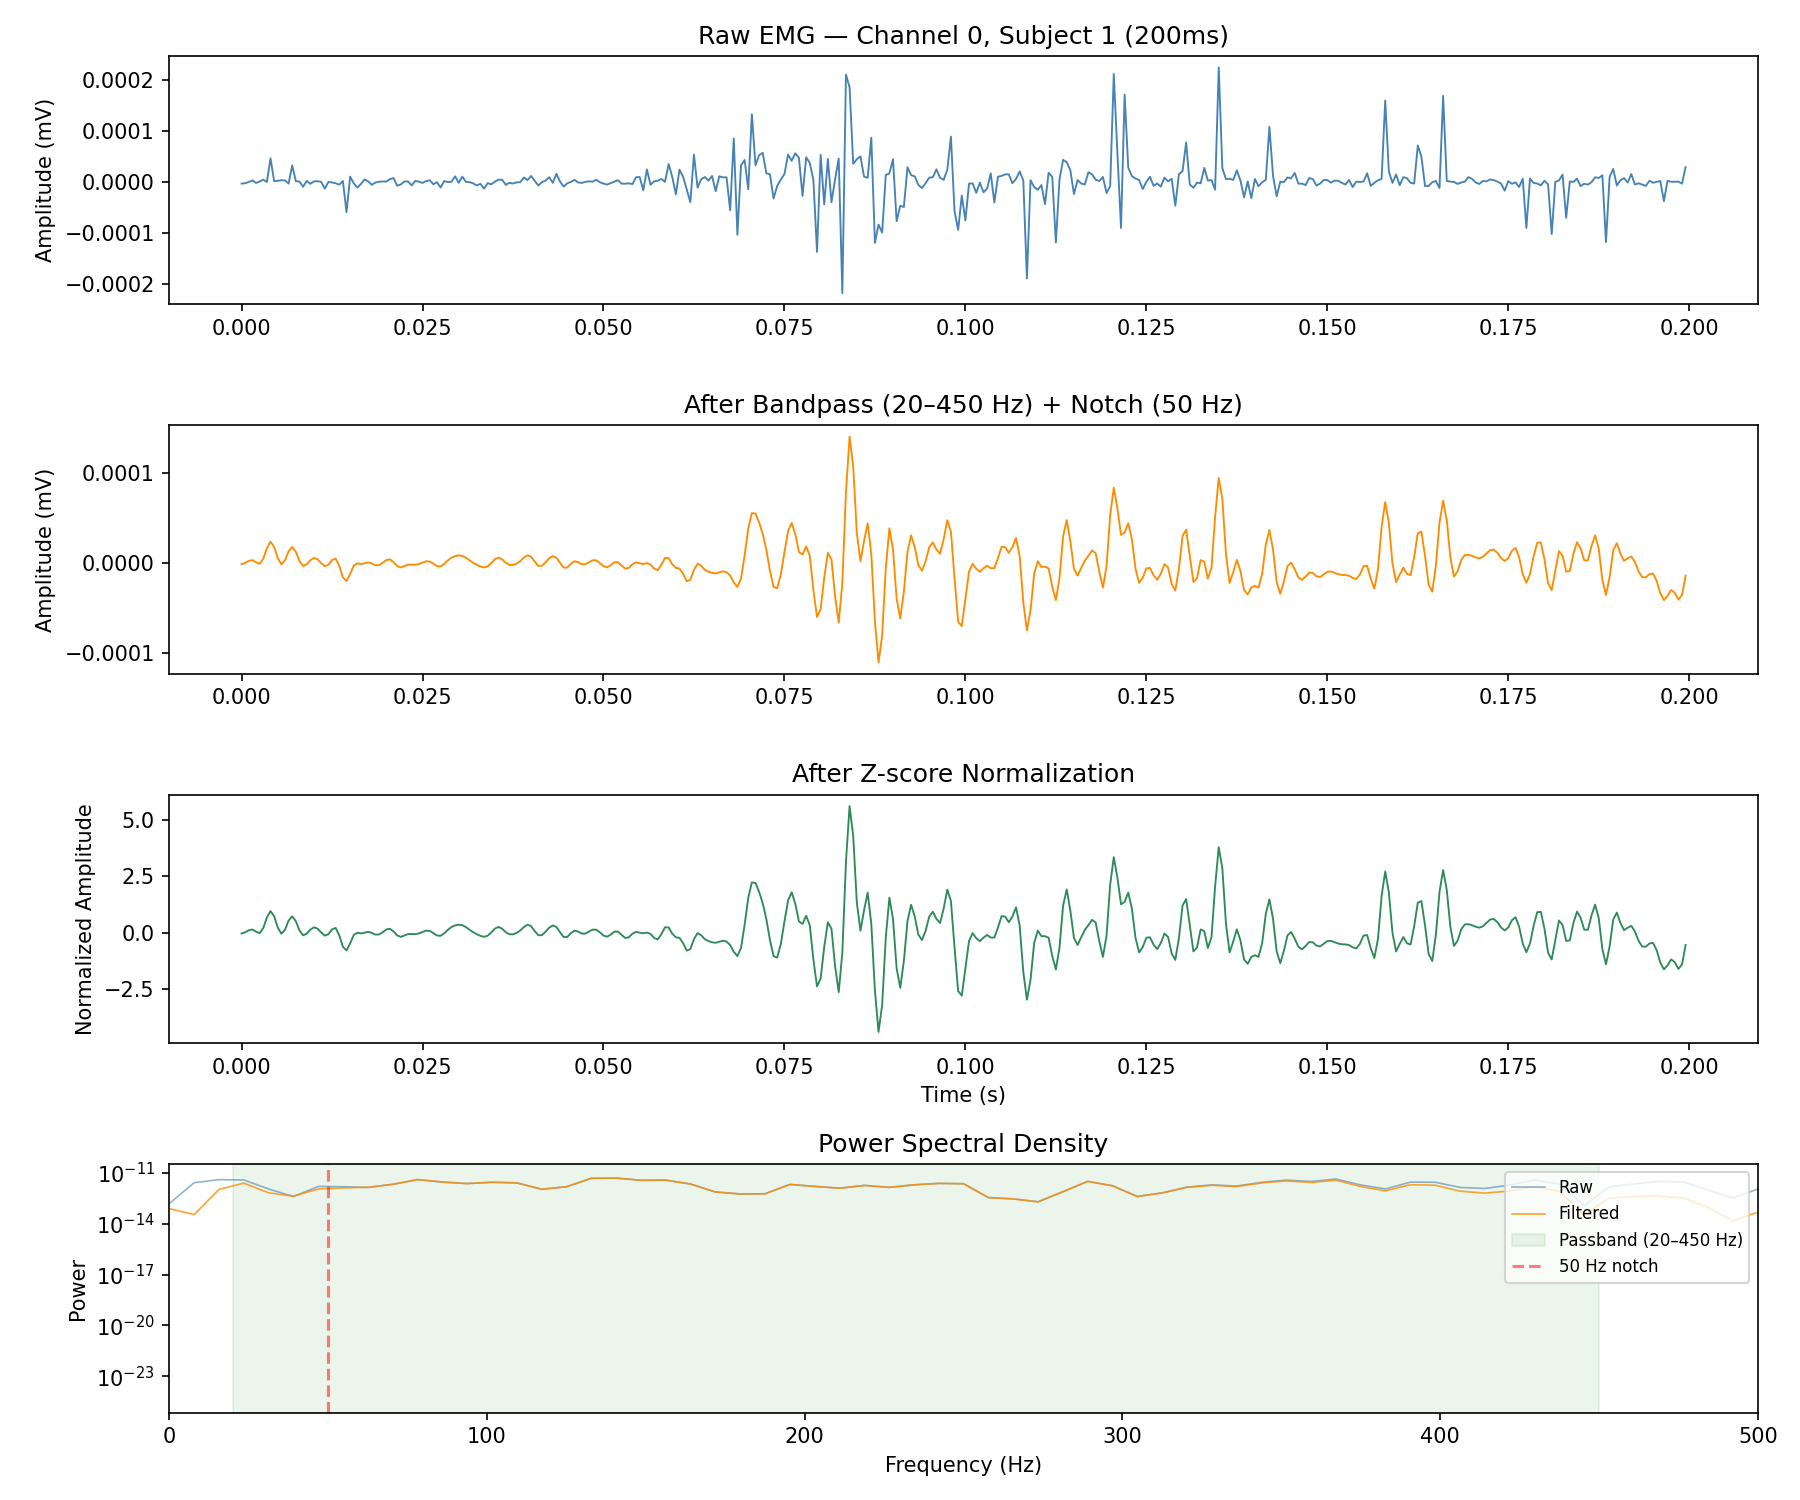 Raw EMG — Channel 0, Subject 1 (200ms)
Amplitude (mV)
0.0002
0.0001
0.0000
−0.0001
−0.0002
0.000 0.025 0.050 0.075 0.100 0.125 0.150 0.175 0.200
After Bandpass (20–450 Hz) + Notch (50 Hz)
Amplitude (mV)
0.0001
0.0000
−0.0001
0.000 0.025 0.050 0.075 0.100 0.125 0.150 0.175 0.200
After Z-score Normalization
Normalized Amplitude
5.0
2.5
0.0
−2.5
0.000 0.025 0.050 0.075 0.100 0.125 0.150 0.175 0.200
Time (s)
Power Spectral Density
Power
10⁻¹¹
10⁻¹⁴
10⁻¹⁷
10⁻²⁰
10⁻²³
Raw
Filtered
Passband (20–450 Hz)
50 Hz notch
0 100 200 300 400 500
Frequency (Hz)